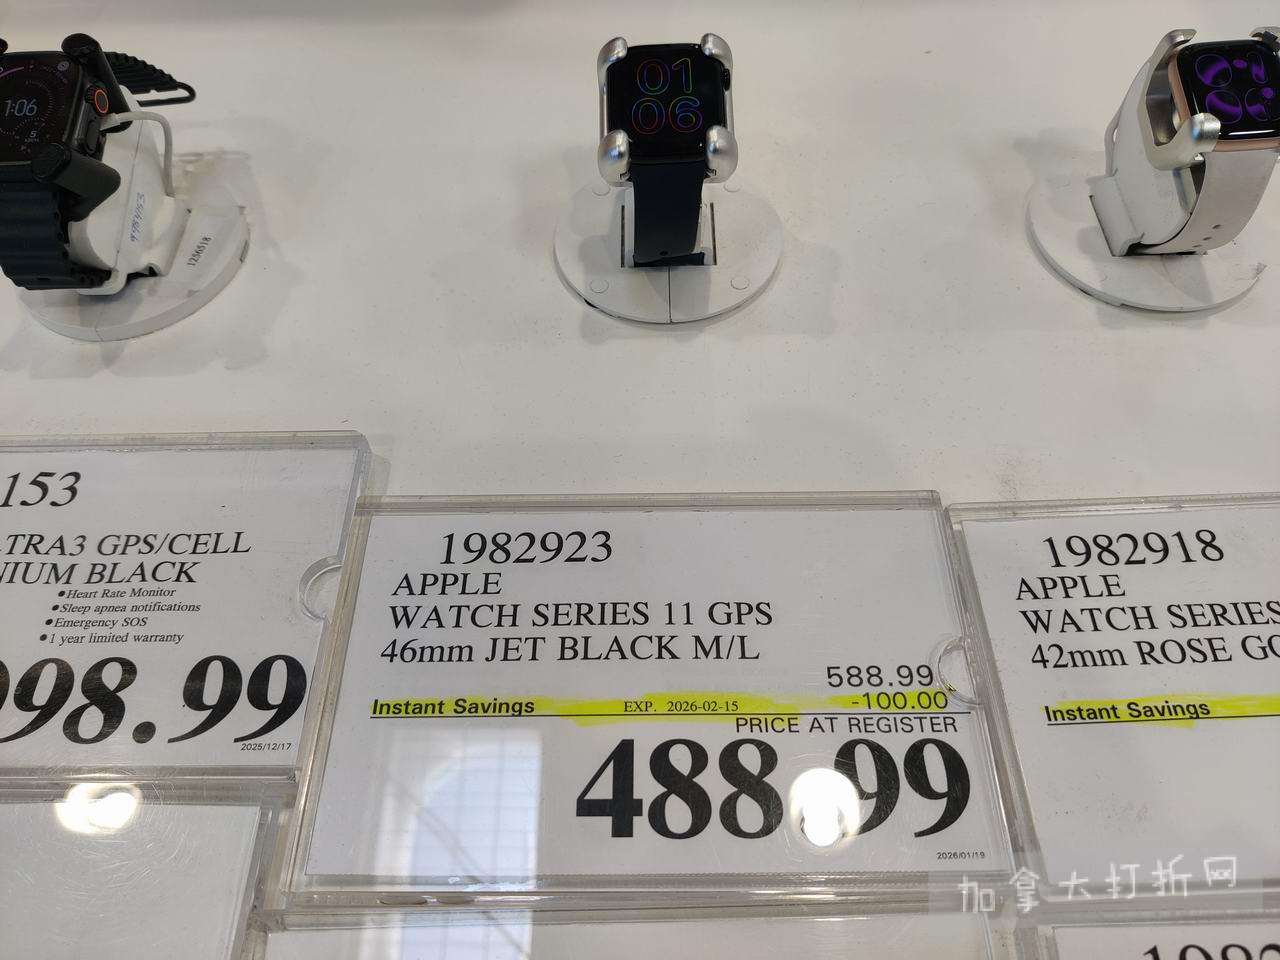 1:06
01
06
1256518
153
TRA3 GPS/CELL
NIUM BLACK
•Heart Rate Monitor
•Sleep apnea notifications
•Emergency SOS
•1 year limited warranty
98.99
2025/12/17
1982923
APPLE
WATCH SERIES 11 GPS
46mm JET BLACK M/L
588.99
Instant Savings EXP. 2026-02-15 -100.00
PRICE AT REGISTER
488.99
2026/01/19
1982918
APPLE
WATCH SERIES
42mm ROSE GO
Instant Savings
加拿大打折网